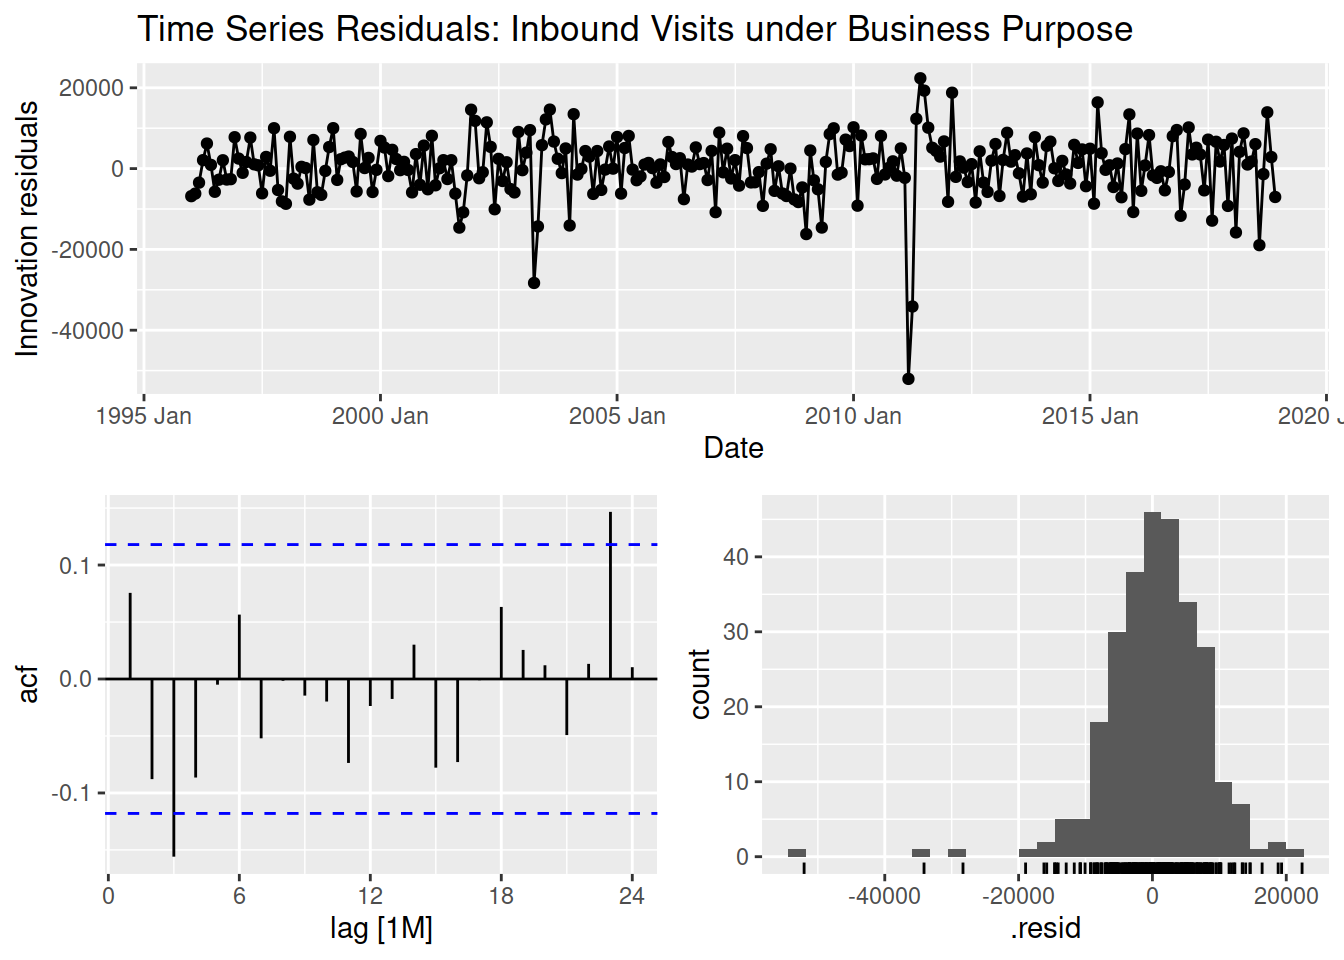 Time Series Residuals: Inbound Visits under Business Purpose
Innovation residuals
20000
0
-20000
-40000
1995 Jan 2000 Jan 2005 Jan 2010 Jan 2015 Jan 2020 J
Date
acf
0.1
0.0
-0.1
0 6 12 18 24
lag [1M]
count
40
30
20
10
0
-40000 -20000 0 20000
.resid